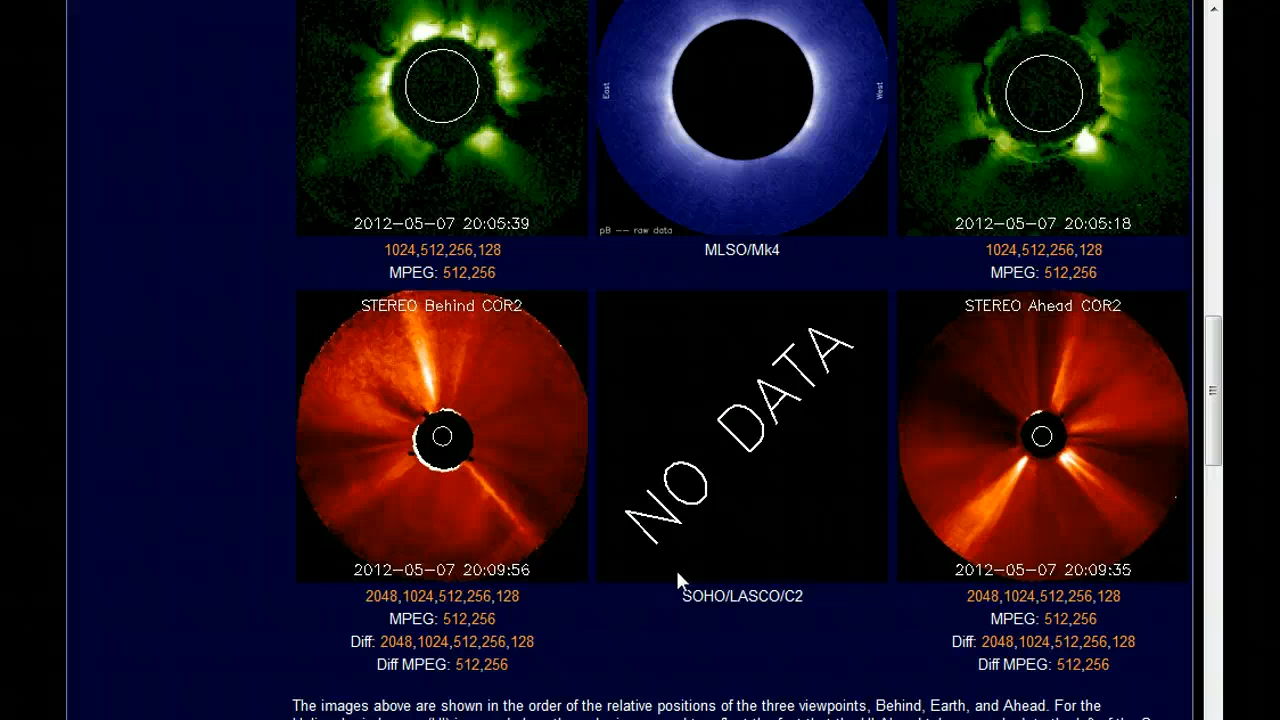 East
West
2012-05-07 20:05:39
pB -- raw data
2012-05-07 20:05:18
1024,512,256,128
MLSO/Mk4
1024,512,256,128
MPEG: 512,256
MPEG: 512,256
STEREO Behind COR2
STEREO Ahead COR2
NO DATA
2012-05-07 20:09:56
2012-05-07 20:09:35
2048,1024,512,256,128
SOHO/LASCO/C2
2048,1024,512,256,128
MPEG: 512,256
MPEG: 512,256
Diff: 2048,1024,512,256,128
Diff: 2048,1024,512,256,128
Diff MPEG: 512,256
Diff MPEG: 512,256
The images above are shown in the order of the relative positions of the three viewpoints, Behind, Earth, and Ahead. For the